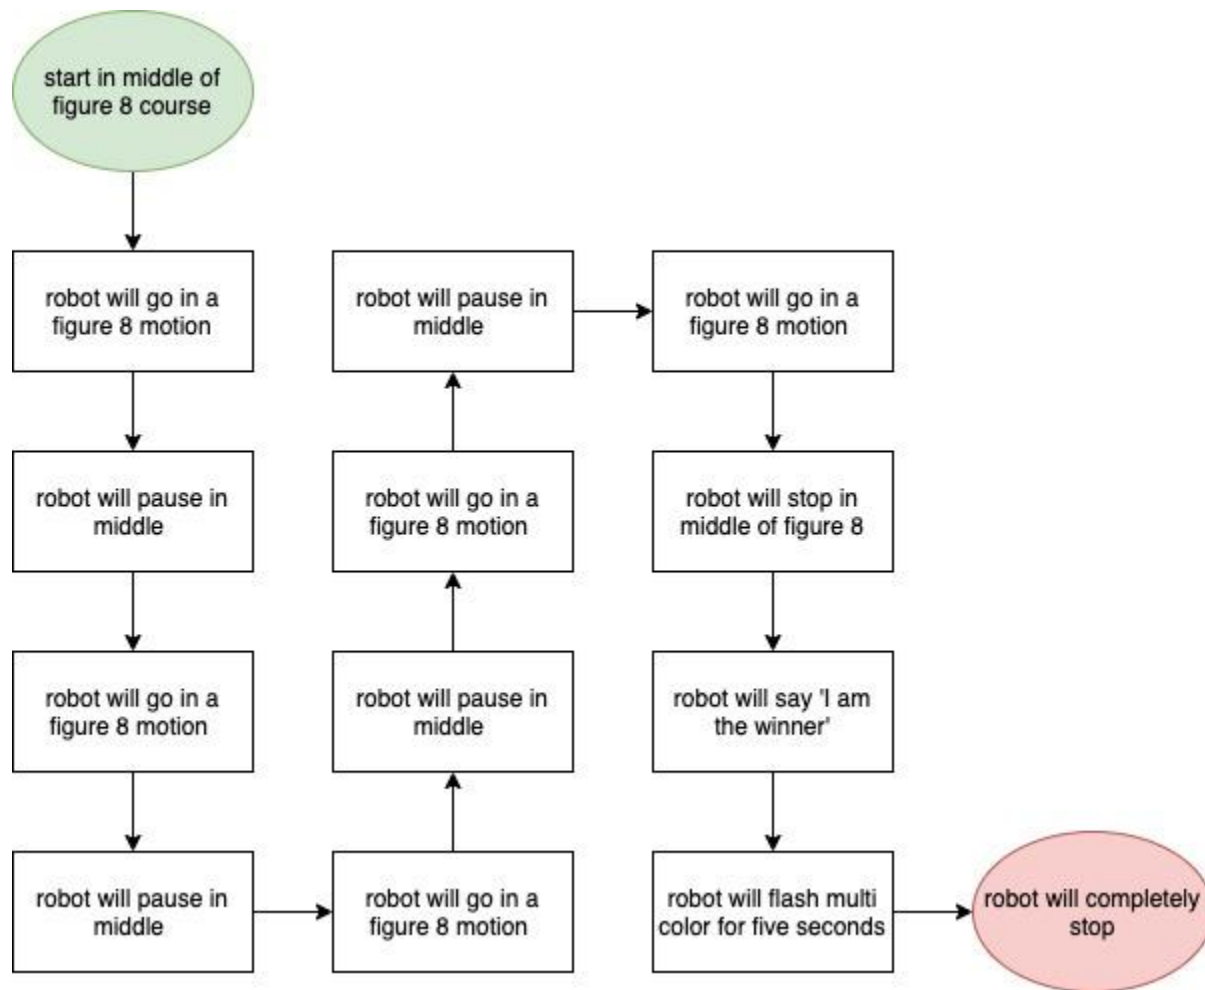 start in middle of
figure 8 course
robot will go in a
figure 8 motion
robot will pause in
middle
robot will go in a
figure 8 motion
robot will pause in
middle
robot will go in a
figure 8 motion
robot will pause in
middle
robot will go in a
figure 8 motion
robot will pause in
middle
robot will go in a
figure 8 motion
robot will stop in
middle of figure 8
robot will say 'I am
the winner'
robot will flash multi
color for five seconds
robot will completely
stop